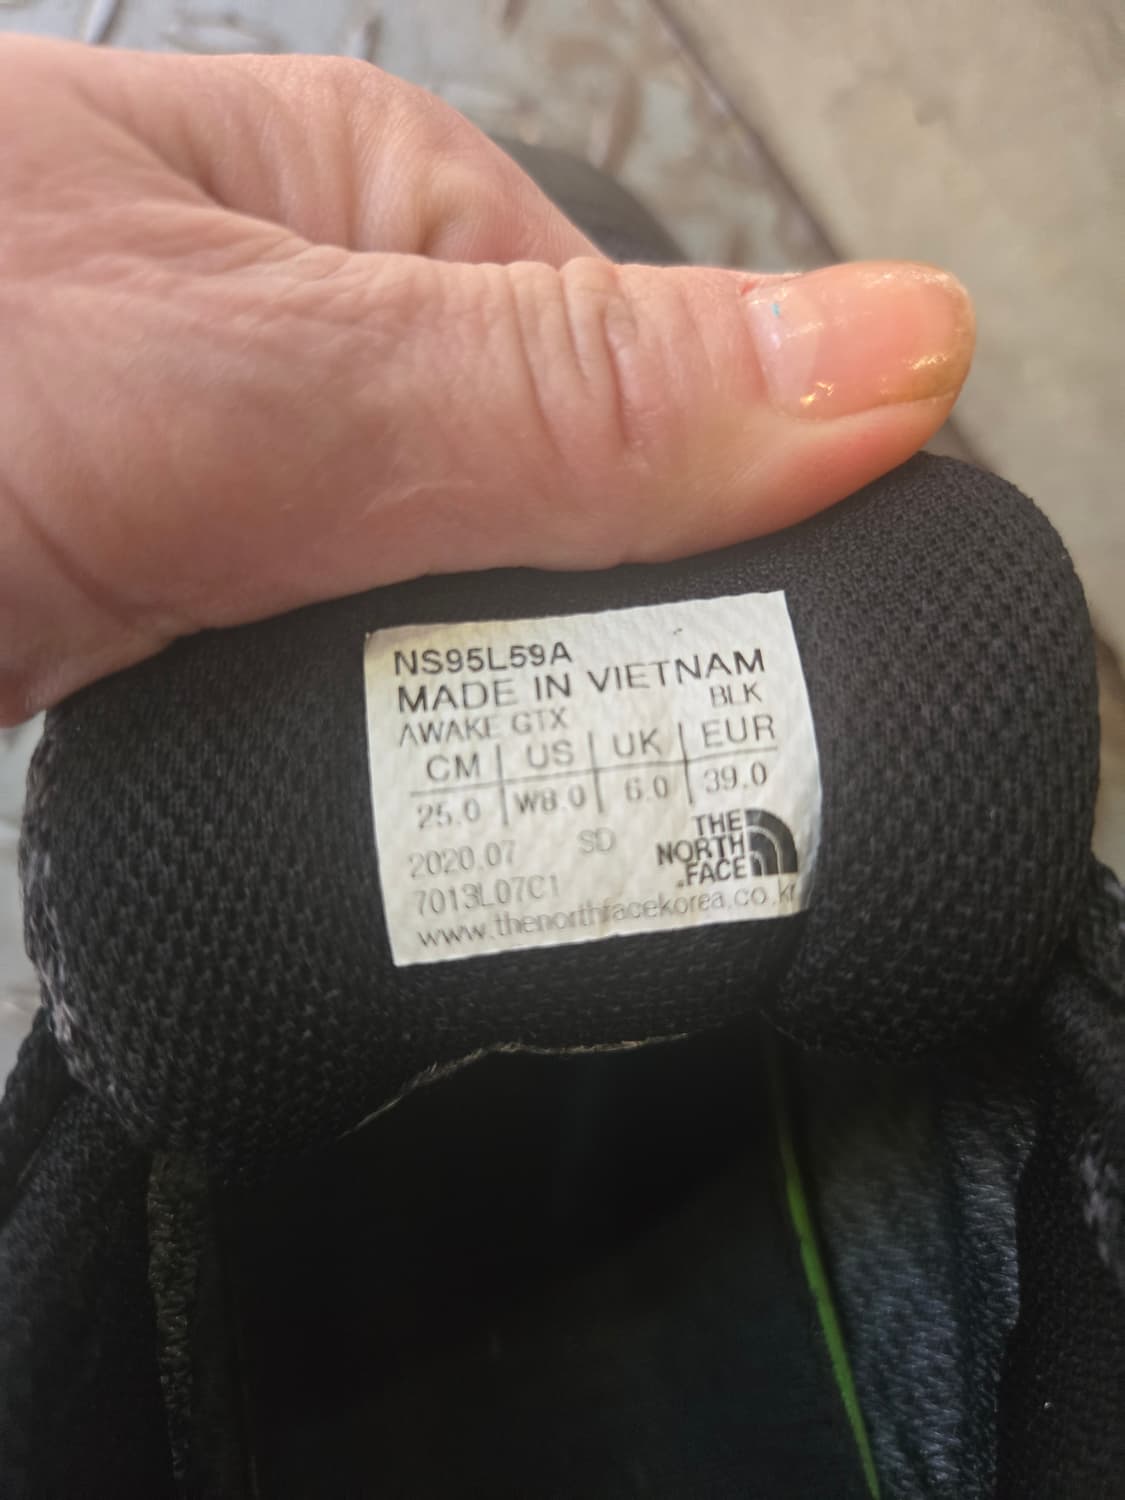 NS95L59A
MADE IN VIETNAM
AWAKE GTX BLK
CM US UK EUR
25.0 W8.0 6.0 39.0
2020.07 SD
7013L07C1
THE
NORTH
FACE
www.thenorthfacekorea.co.kr